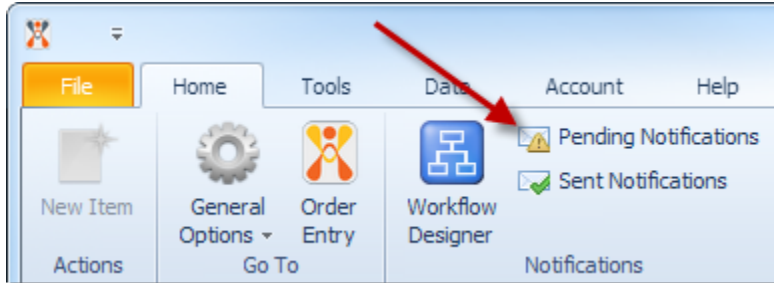 File Home Tools Data Account Help
New Item
General Options
Order Entry
Workflow Designer
Pending Notifications
Sent Notifications
Actions Go To Notifications